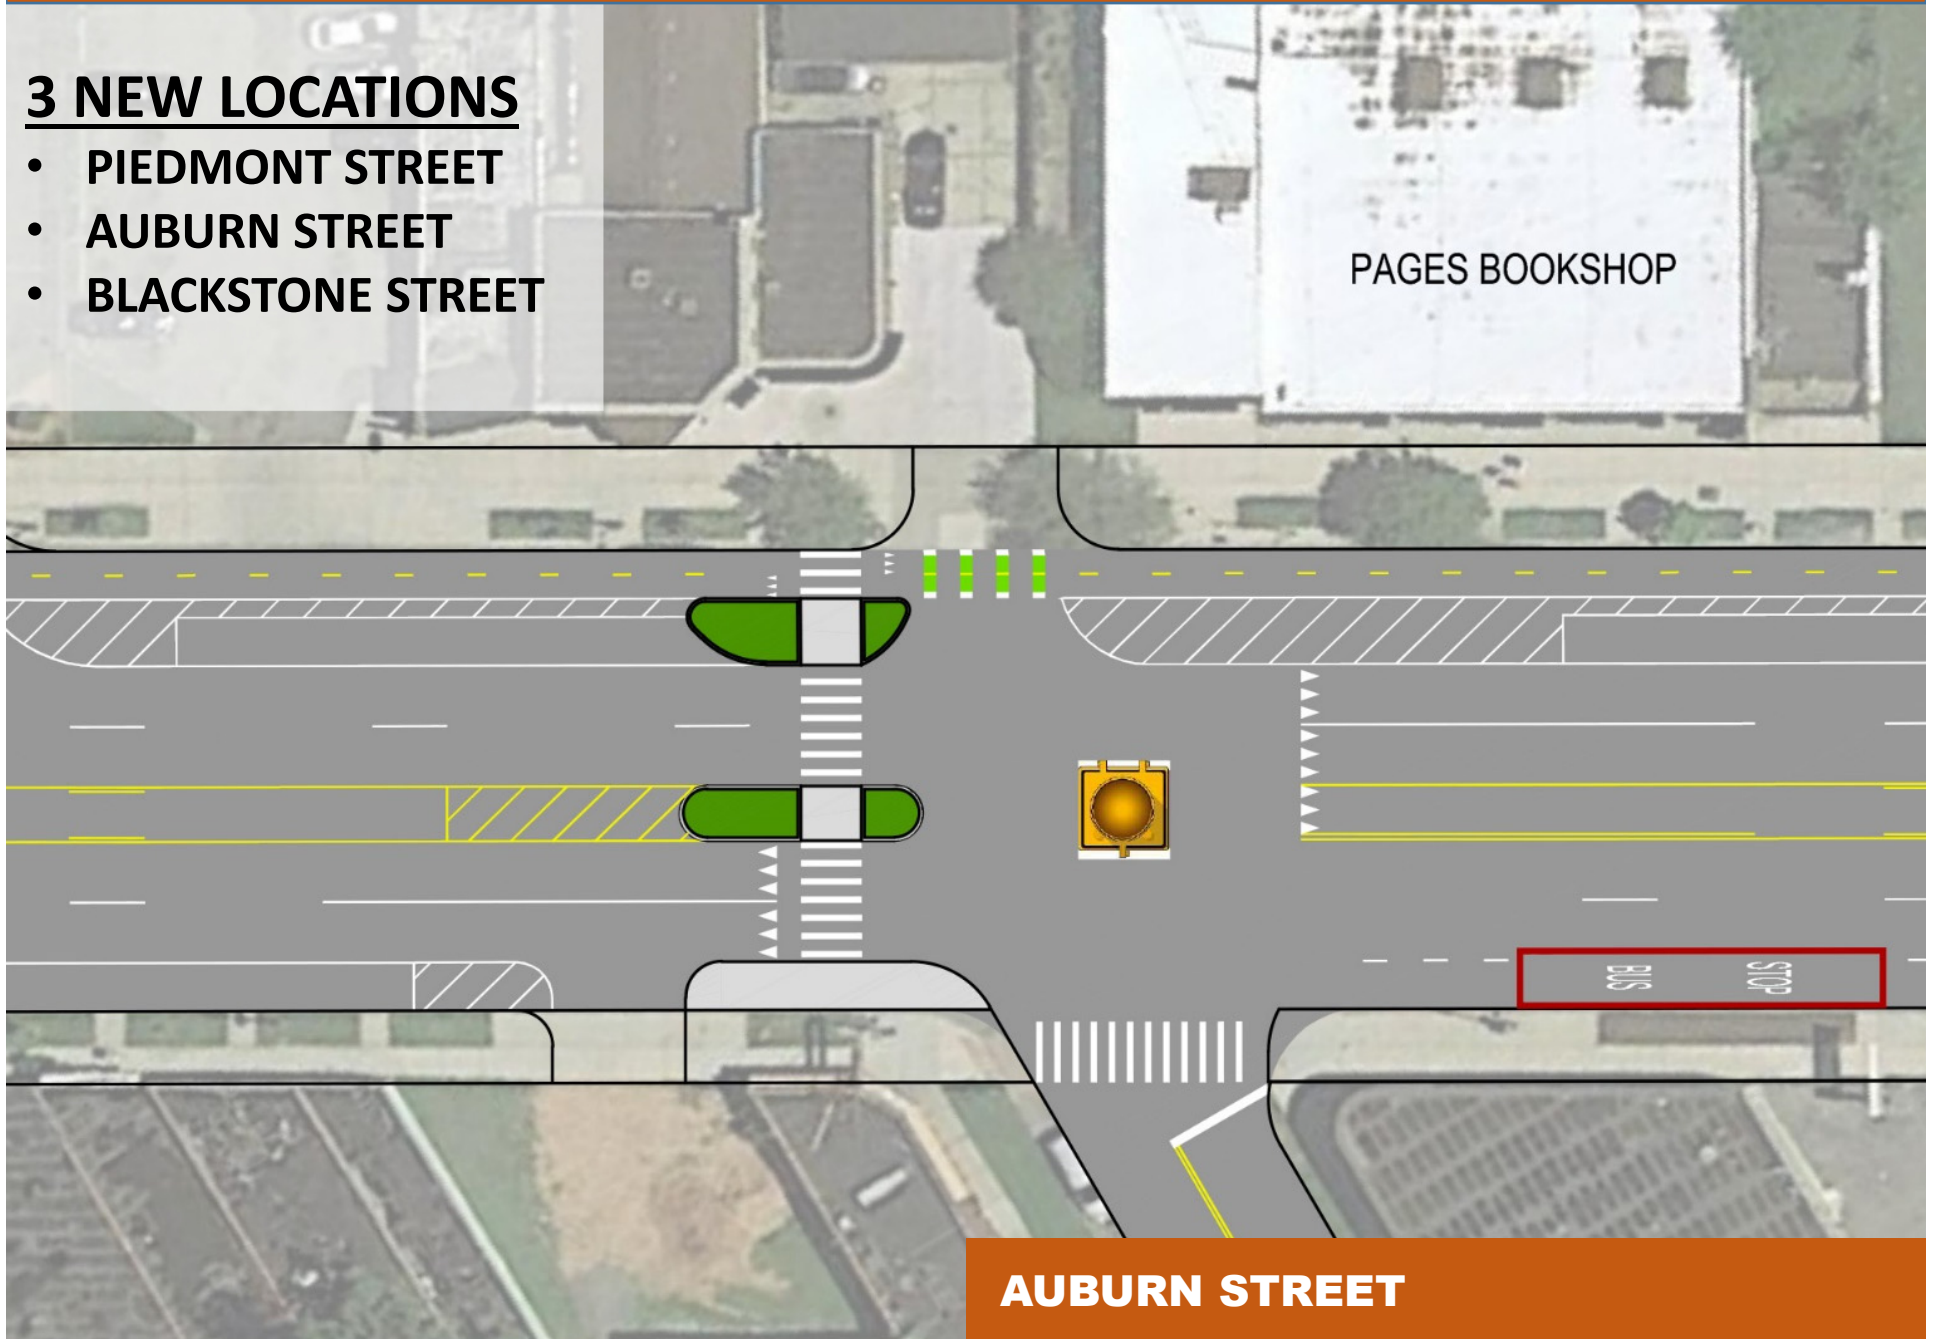 3 NEW LOCATIONS
• PIEDMONT STREET
• AUBURN STREET
• BLACKSTONE STREET
PAGES BOOKSHOP
BUS STOP
AUBURN STREET